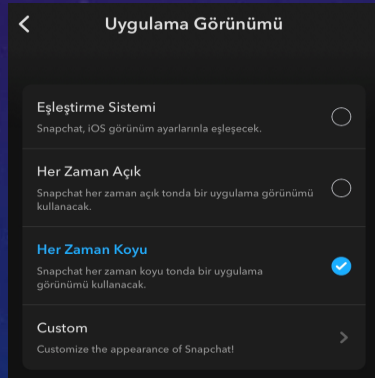 Uygulama Görünümü
Eşleştirme Sistemi
Snapchat, iOS görünüm ayarlarınla eşleşecek.
Her Zaman Açık
Snapchat her zaman açık tonda bir uygulama görünümü
kullanacak.
Her Zaman Koyu
Snapchat her zaman koyu tonda bir uygulama
görünümü kullanacak.
Custom
Customize the appearance of Snapchat!